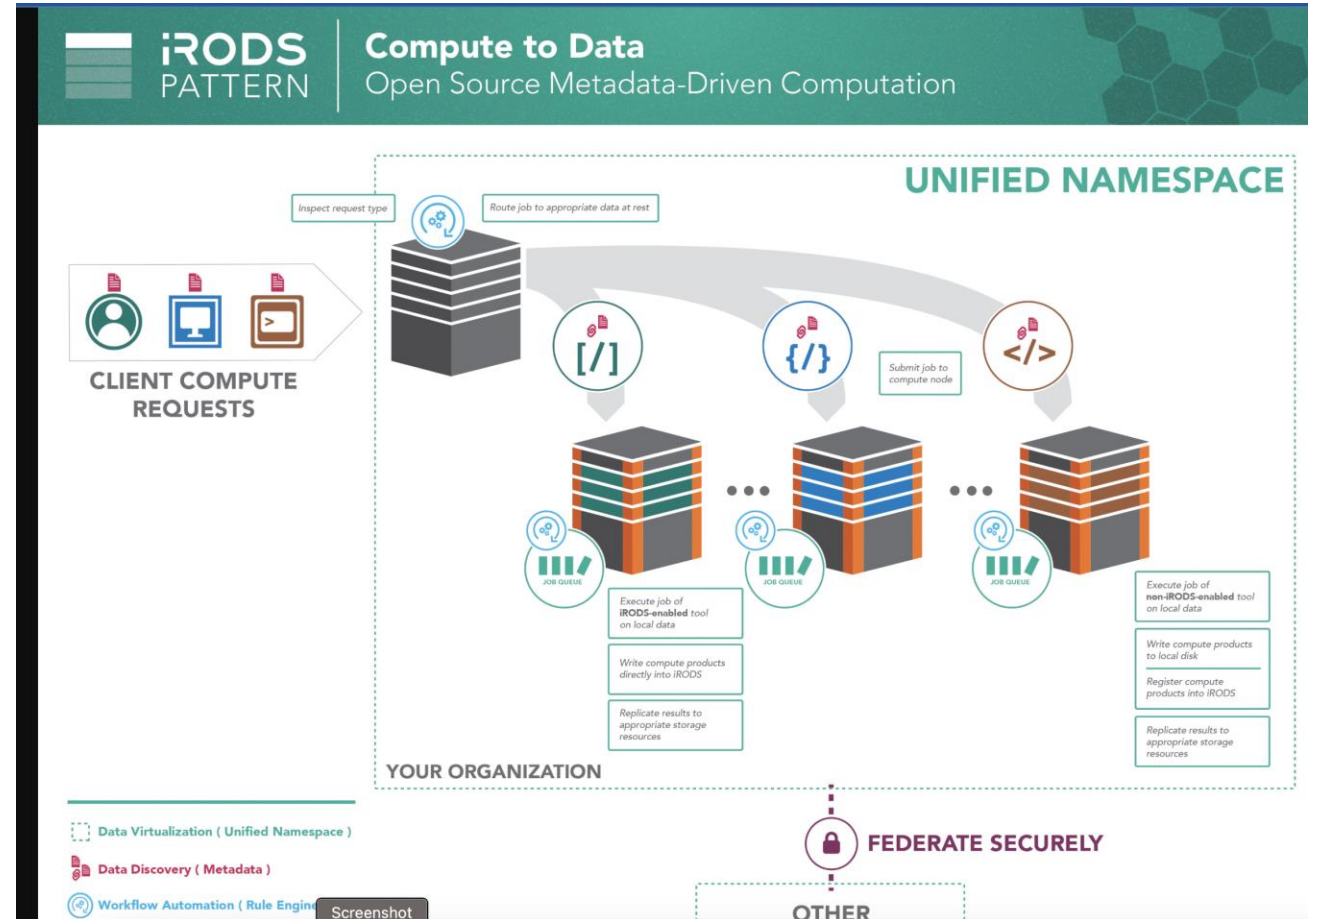 iRODS
PATTERN
Compute to Data
Open Source Metadata-Driven Computation
UNIFIED NAMESPACE
Inspect request type
Route job to appropriate data at rest
CLIENT COMPUTE
REQUESTS
>
[/]
{/}
</>
Submit job to
compute node
JOB QUEUE
JOB QUEUE
JOB QUEUE
Execute job of
iRODS-enabled tool
on local data
Write compute products
directly into iRODS
Replicate results to
appropriate storage
resources
Execute job of
non-iRODS-enabled tool
on local data
Write compute products
to local disk
Register compute
products into iRODS
Replicate results to
appropriate storage
resources
YOUR ORGANIZATION
Data Virtualization ( Unified Namespace )
Data Discovery ( Metadata )
Workflow Automation ( Rule Engine
Screenshot
FEDERATE SECURELY
OTHER